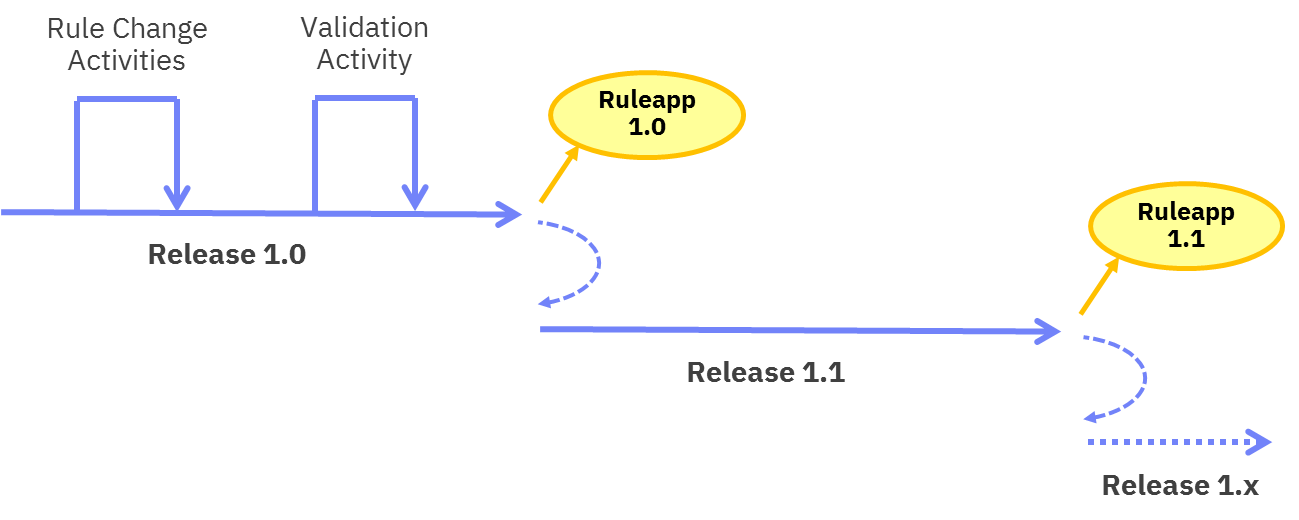 Rule Change
Activities
Validation
Activity
Ruleapp
1.0
Release 1.0
Ruleapp
1.1
Release 1.1
Release 1.x